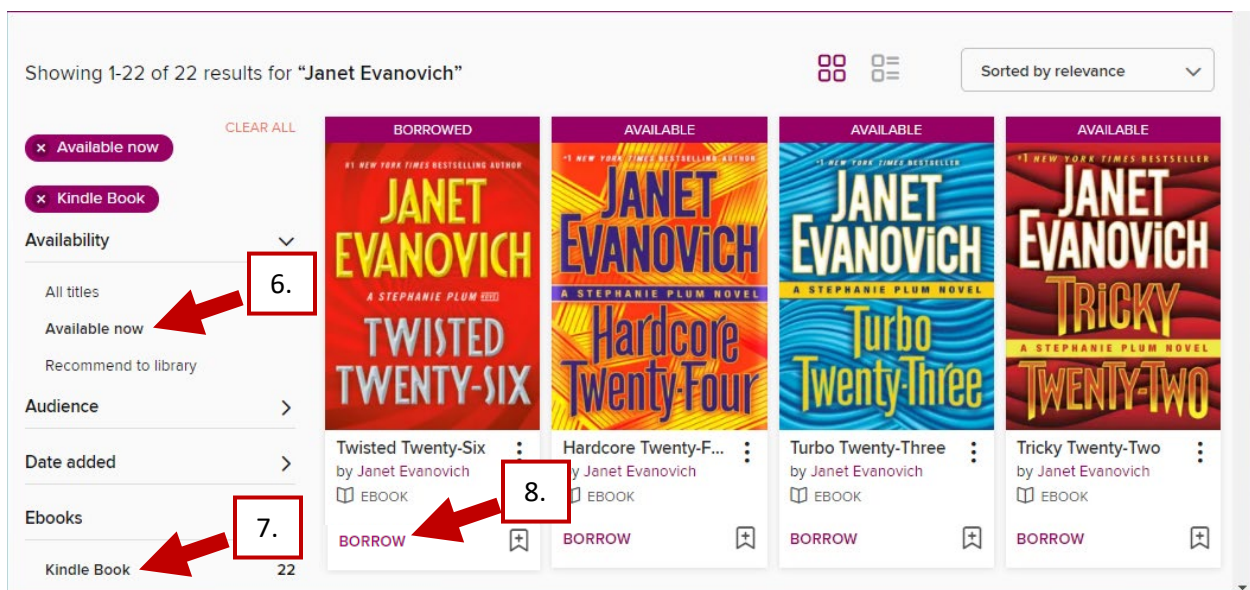 Showing 1-22 of 22 results for “Janet Evanovich”
Sorted by relevance
CLEAR ALL
× Available now
× Kindle Book
Availability
All titles
Available now
Recommend to library
6.
Audience
Date added
Ebooks
7.
Kindle Book 22
BORROWED
#1 NEW YORK TIMES BESTSELLING AUTHOR
JANET
EVANOVICH
A STEPHANIE PLUM NOVEL
TWISTED
TWENTY-SIX
Twisted Twenty-Six
by Janet Evanovich
EBOOK
8.
BORROW
AVAILABLE
#1 NEW YORK TIMES BESTSELLING AUTHOR
JANET
EVANOViCH
A STEPHANIE PLUM NOVEL
Hardcore
Twenty-Four
Hardcore Twenty-F...
by Janet Evanovich
EBOOK
BORROW
AVAILABLE
#1 NEW YORK TIMES BESTSELLER
JANET
EVANOViCH
A STEPHANIE PLUM NOVEL
Turbo
Twenty-Three
Turbo Twenty-Three
by Janet Evanovich
EBOOK
BORROW
AVAILABLE
#1 NEW YORK TIMES BESTSELLER
JANET
EVANOViCH
TRiCKY
A STEPHANIE PLUM NOVEL
TWENTY-TWO
Tricky Twenty-Two
by Janet Evanovich
EBOOK
BORROW